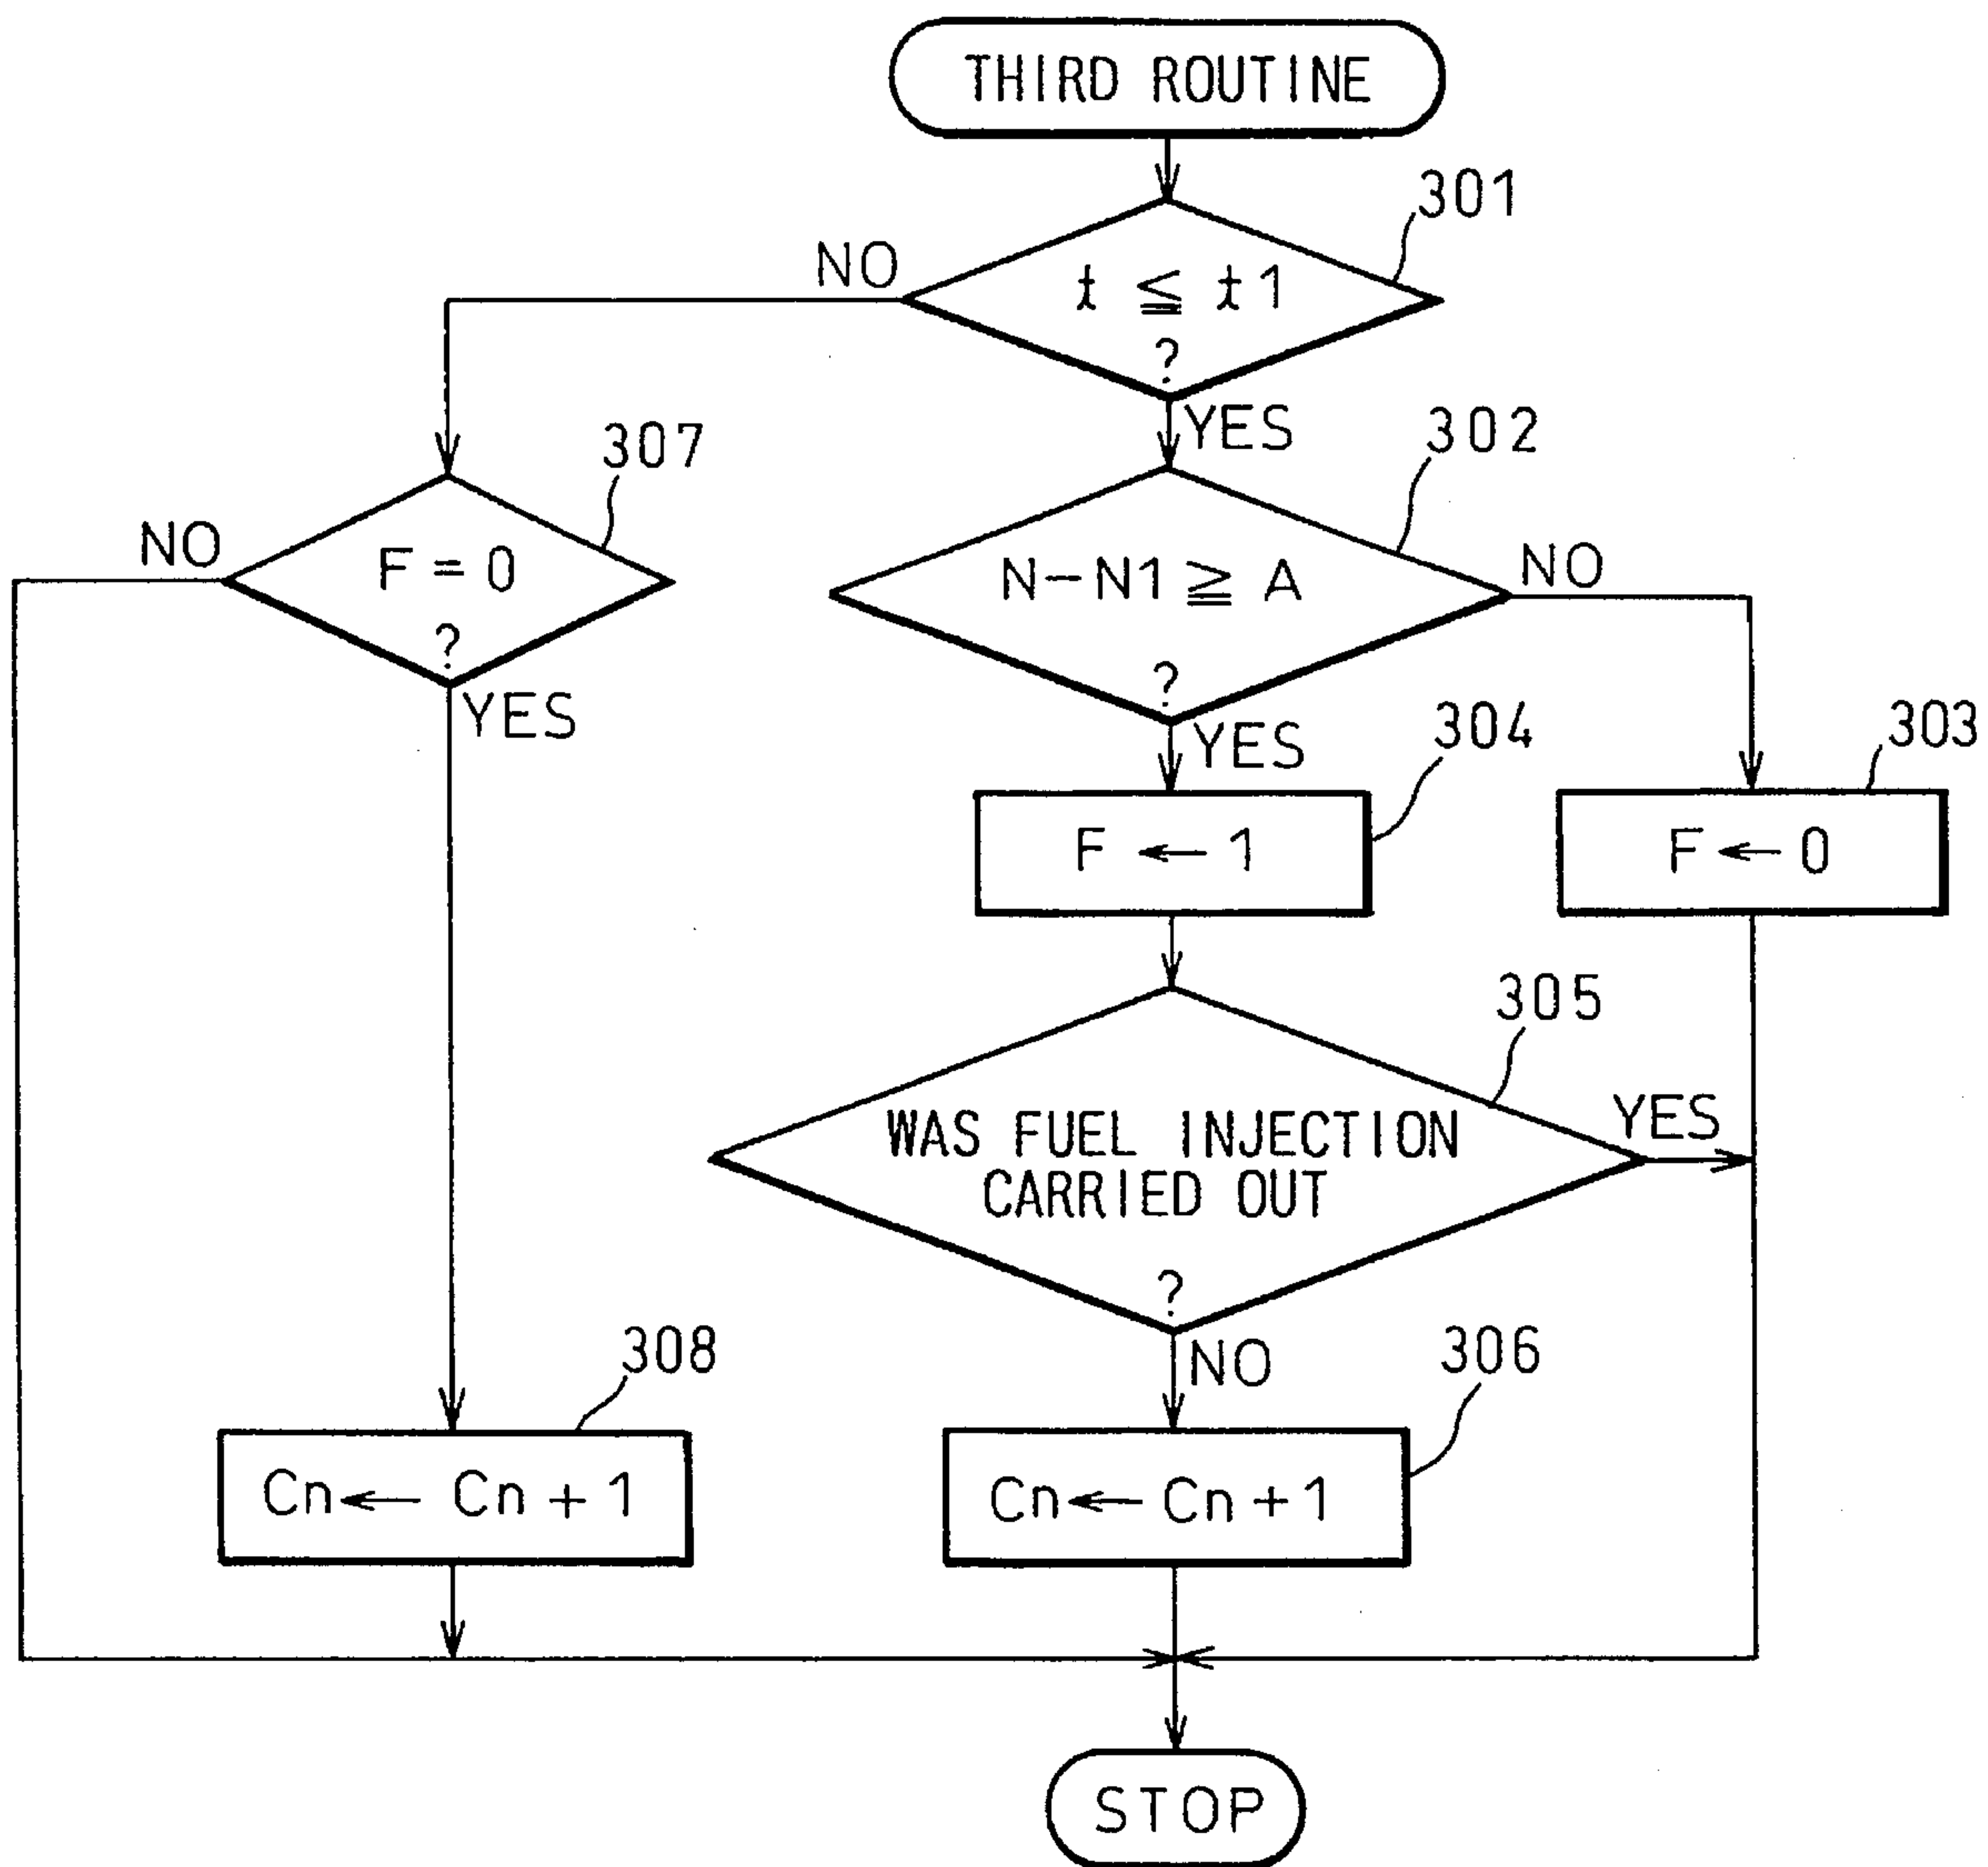 THIRD ROUTINE
301
NO
t ≦ t1
?
YES
302
307
NO
F = 0
?
YES
N-N1 ≧ A
?
NO
YES
304
303
F ← 1
F ← 0
305
WAS FUEL INJECTION
CARRIED OUT
?
YES
NO
308
306
Cn ← Cn + 1
Cn ← Cn + 1
STOP